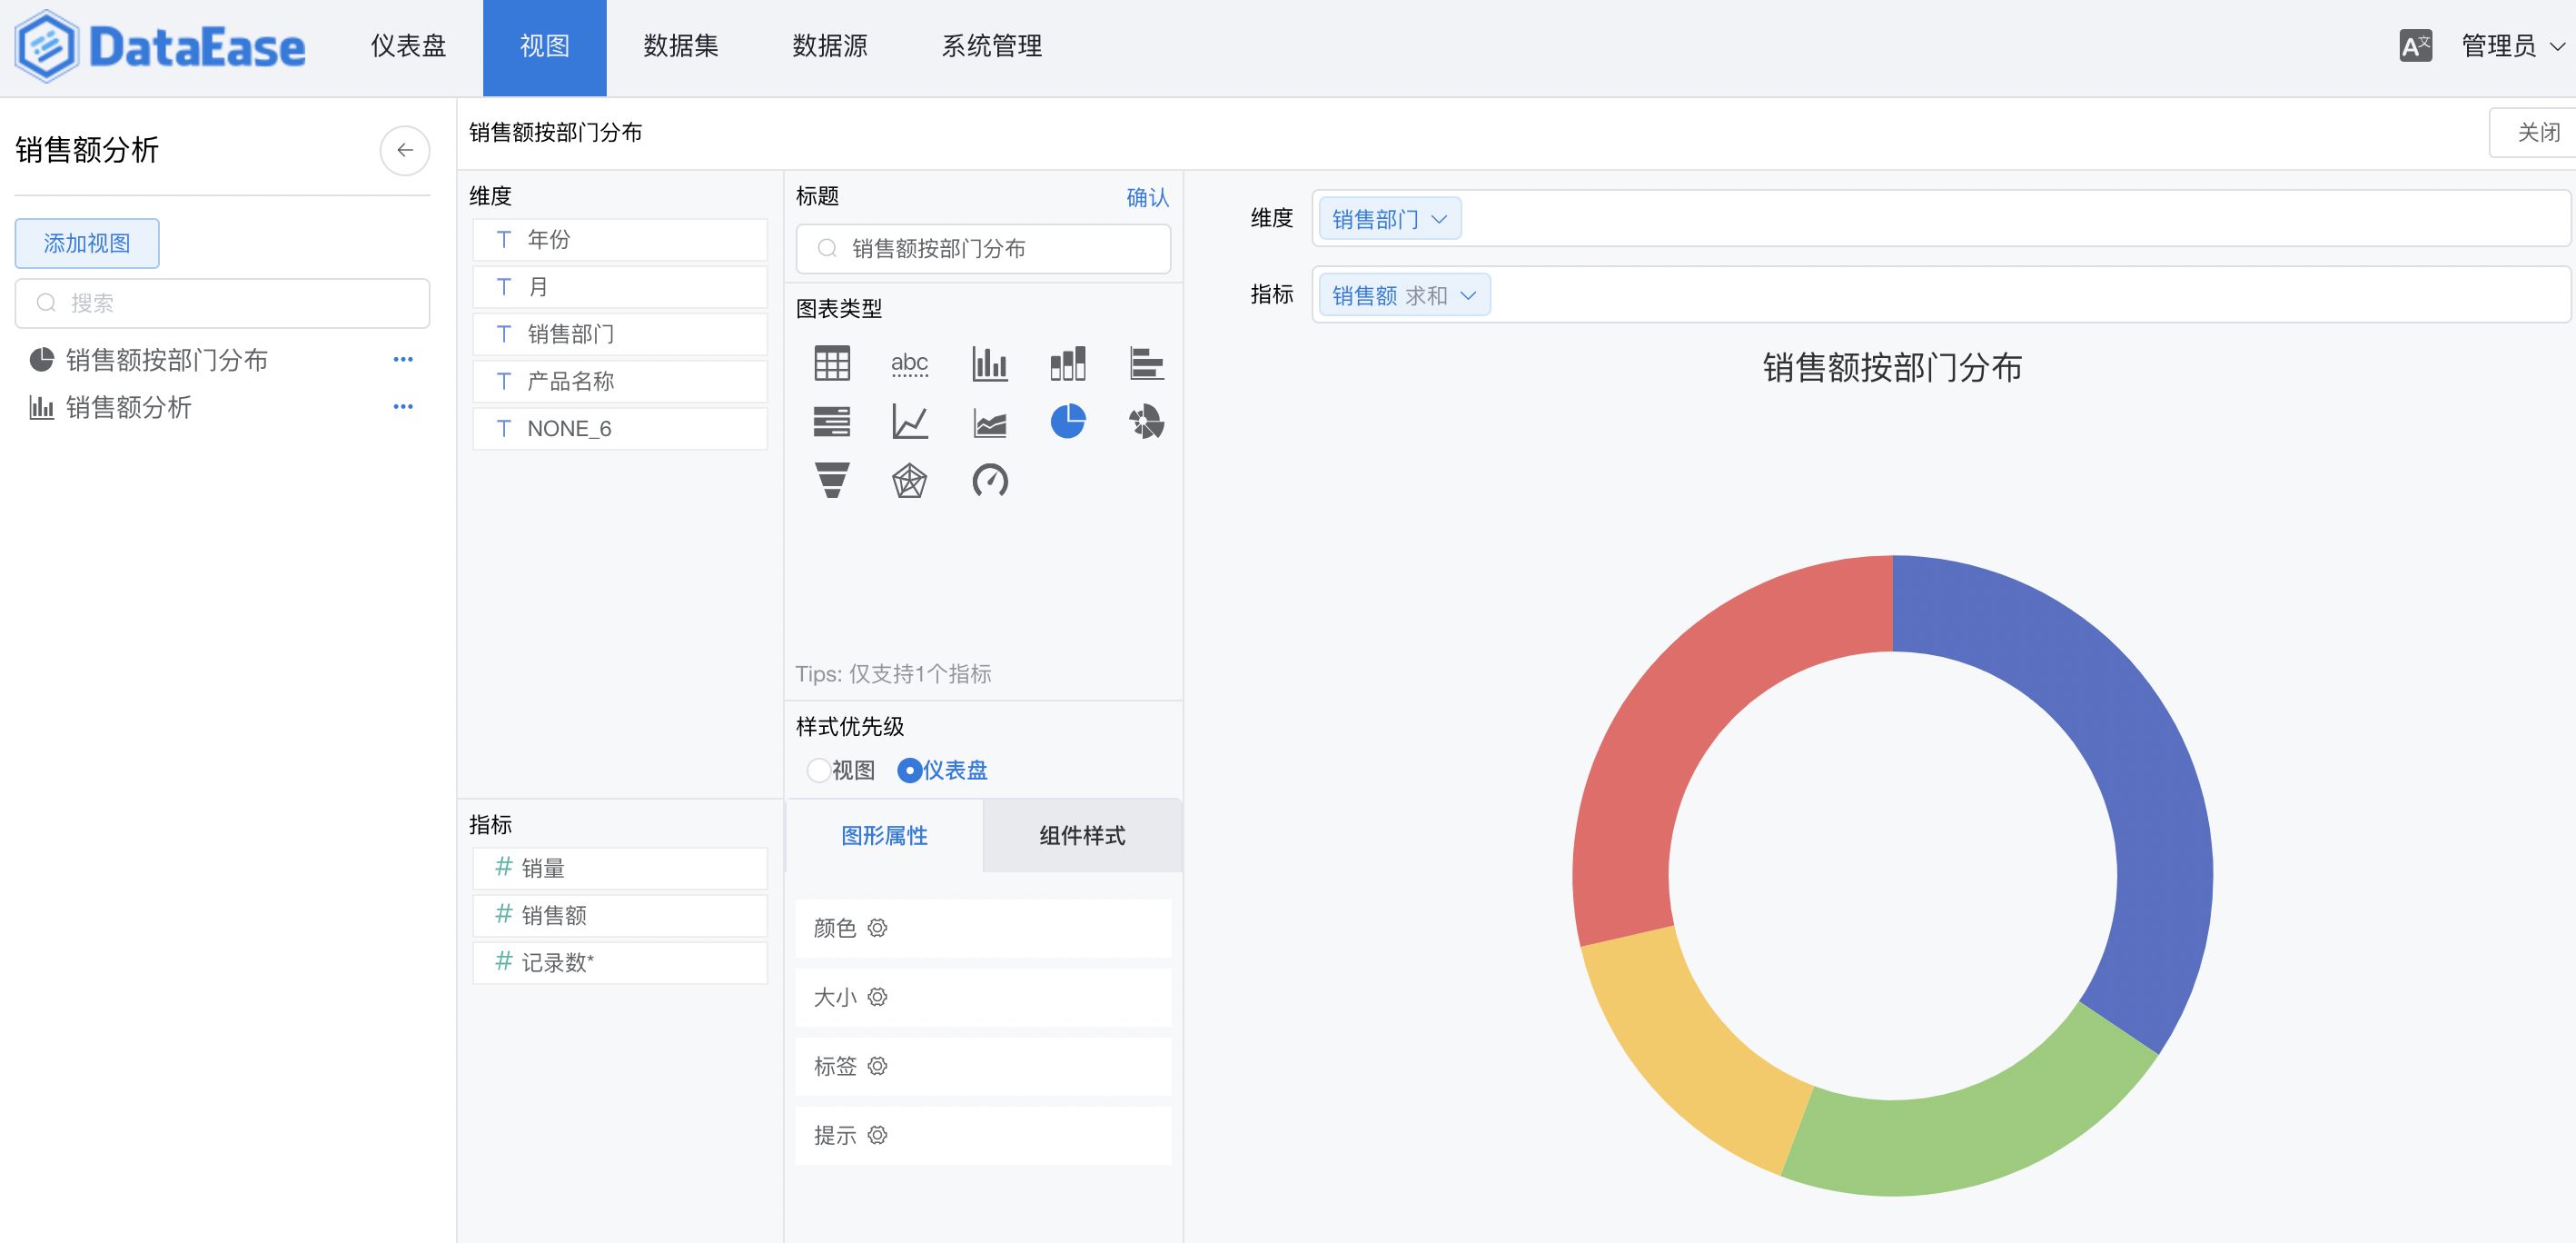 DataEase 仪表盘 视图 数据集 数据源 系统管理 管理员
销售额分析
添加视图
搜索
销售额按部门分布
销售额分析
销售额按部门分布 关闭
维度
T 年份
T 月
T 销售部门
T 产品名称
T NONE_6
指标
# 销量
# 销售额
# 记录数*
标题 确认
销售额按部门分布
图表类型
abc
Tips: 仅支持1个指标
样式优先级
视图 仪表盘
图形属性 组件样式
颜色
大小
标签
提示
维度 销售部门
指标 销售额 求和
销售额按部门分布